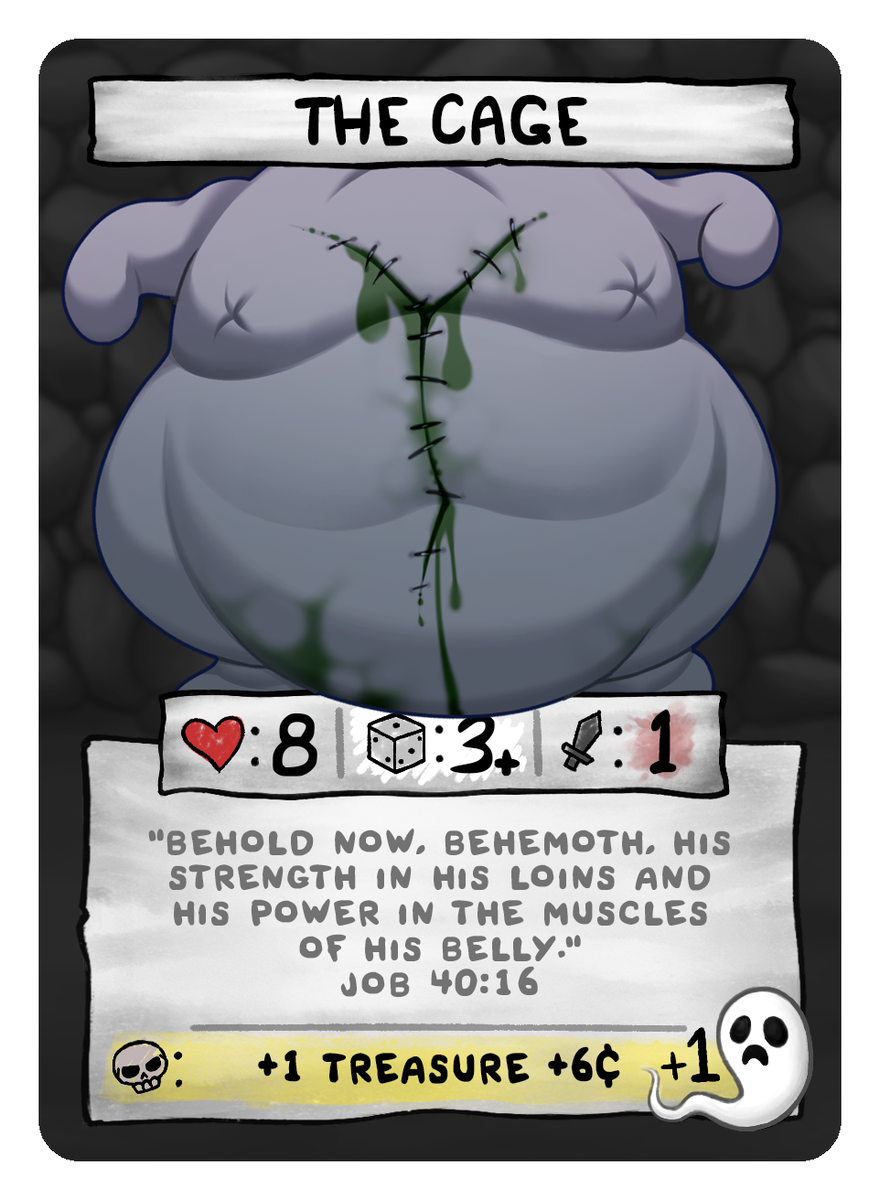 THE CAGE
:8 :3+ :1
"BEHOLD NOW, BEHEMOTH, HIS
STRENGTH IN HIS LOINS AND
HIS POWER IN THE MUSCLES
OF HIS BELLY."
JOB 40:16
: +1 TREASURE +6¢ +1